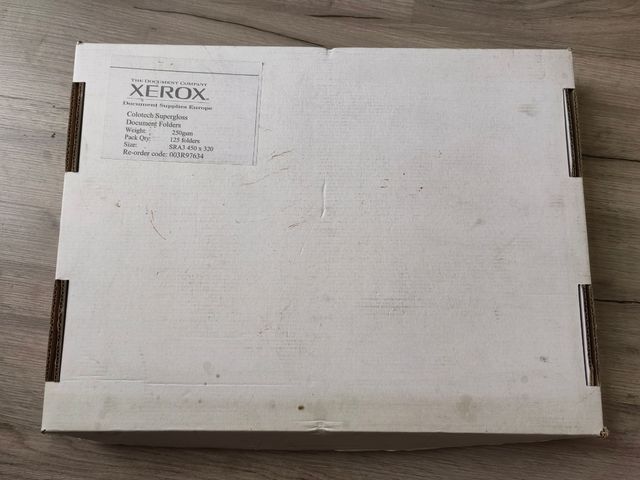 THE DOCUMENT COMPANY
XEROX
Document Supplies Europe
Colotech Supergloss
Document Folders
Weight: 250gsm
Pack Qty: 125 folders
Size: SRA3 450 x 320
Re-order code: 003R97634